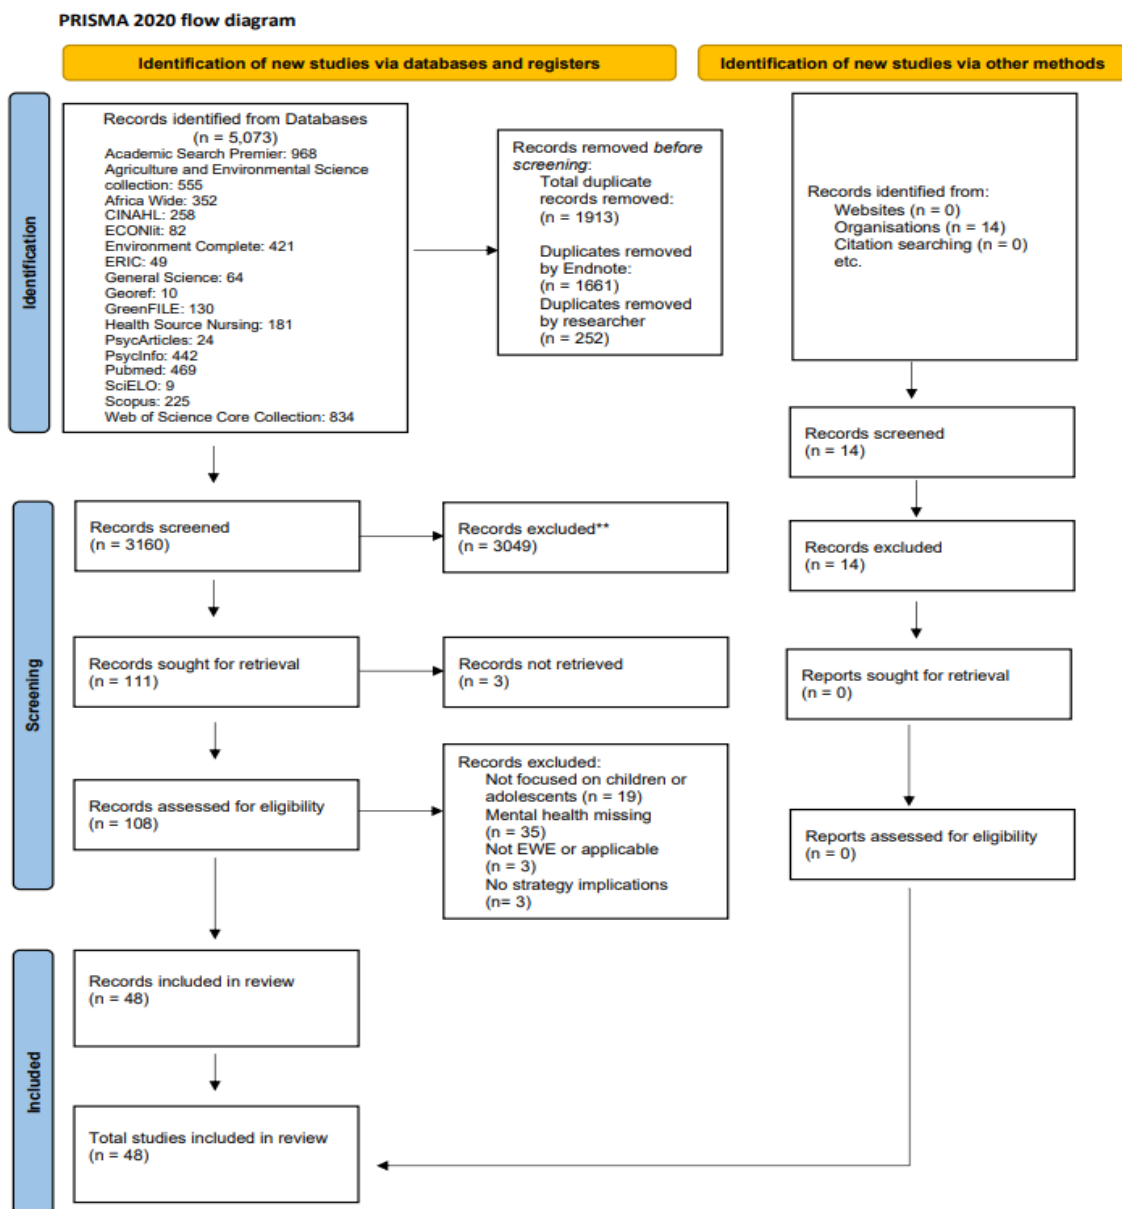 PRISMA 2020 flow diagram
Identification of new studies via databases and registers
Identification of new studies via other methods
Identification
Records identified from Databases
(n = 5,073)
Academic Search Premier: 968
Agriculture and Environmental Science
collection: 555
Africa Wide: 352
CINAHL: 258
ECONlit: 82
Environment Complete: 421
ERIC: 49
General Science: 64
Georef: 10
GreenFILE: 130
Health Source Nursing: 181
PsycArticles: 24
PsycInfo: 442
Pubmed: 469
SciELO: 9
Scopus: 225
Web of Science Core Collection: 834
Records removed before
screening:
Total duplicate
records removed:
(n = 1913)
Duplicates removed
by Endnote:
(n = 1661)
Duplicates removed
by researcher
(n = 252)
Records identified from:
Websites (n = 0)
Organisations (n = 14)
Citation searching (n = 0)
etc.
Records screened
(n = 14)
Screening
Records screened
(n = 3160)
Records excluded**
(n = 3049)
Records excluded
(n = 14)
Records sought for retrieval
(n = 111)
Records not retrieved
(n = 3)
Reports sought for retrieval
(n = 0)
Records assessed for eligibility
(n = 108)
Records excluded:
Not focused on children or
adolescents (n = 19)
Mental health missing
(n = 35)
Not EWE or applicable
(n = 3)
No strategy implications
(n= 3)
Reports assessed for eligibility
(n = 0)
Included
Records included in review
(n = 48)
Total studies included in review
(n = 48)